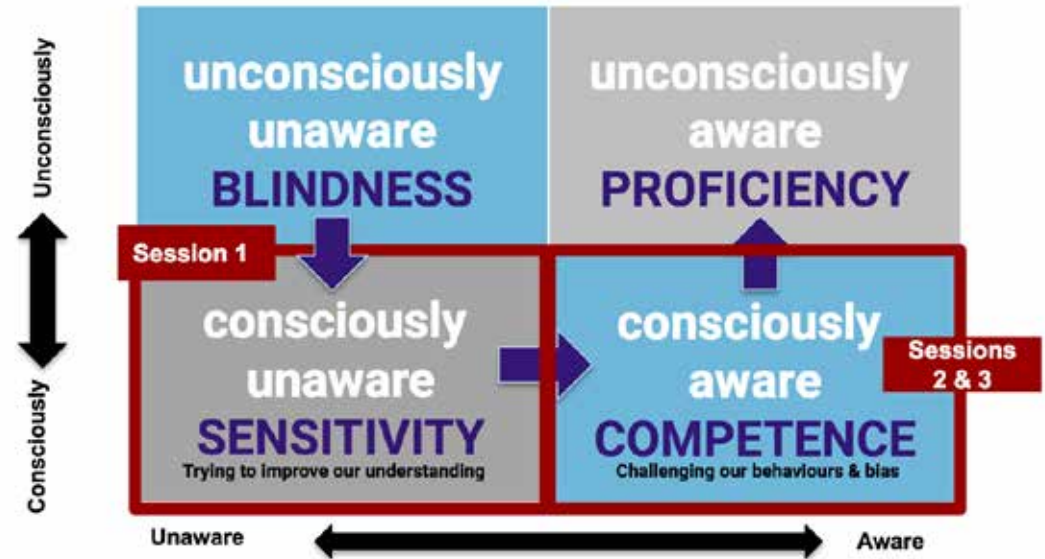 Unconsciously
Consciously
unconsciously
unaware
BLINDNESS
unconsciously
aware
PROFICIENCY
Session 1
consciously
unaware
SENSITIVITY
Trying to improve our understanding
consciously
aware
COMPETENCE
Challenging our behaviours & bias
Sessions
2 & 3
Unaware
Aware